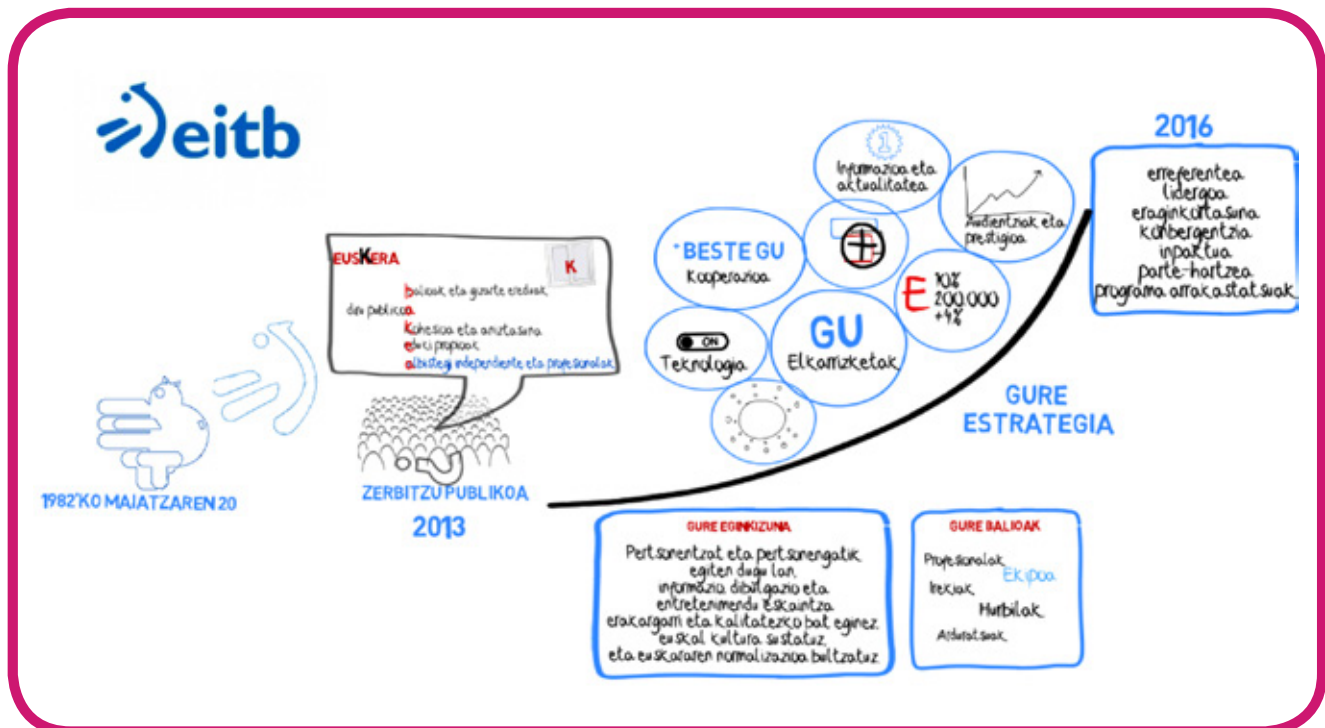 eitb
1982'KO MAIATZAREN 20
EUSKERA
K
balioak eta gizarte ereduak
diru publikoa
kohesioa eta aniztasuna
eduki propioak
albistegi independente eta profesionalak
ZERBITZU PUBLIKOA
2013
1
Informazioa eta
aktualitatea
Audientziak eta
prestigioa
+BESTE GU
Kooperazioa
E 10%
200.000
+4%
ON
Teknologia
GU
Elkarrizketak
GURE
ESTRATEGIA
2016
erreferentea
lidergoa
eraginkortasuna
konbergentzia
inpaktua
parte-hartzea
programa arrakastatsuak
GURE EGINKIZUNA
Pertsonentzat eta pertsonengatik
egiten dugu lan,
informazio, dibulgazio eta
entretenimendu eskaintza
erakargarri eta kalitatezko bat eginez,
euskal kultura sustatuz
eta euskararen normalizazioa bultzatuz
GURE BALIOAK
Profesionalak
Ekipoa
Irekiak
Hurbilak
Arduratsuak